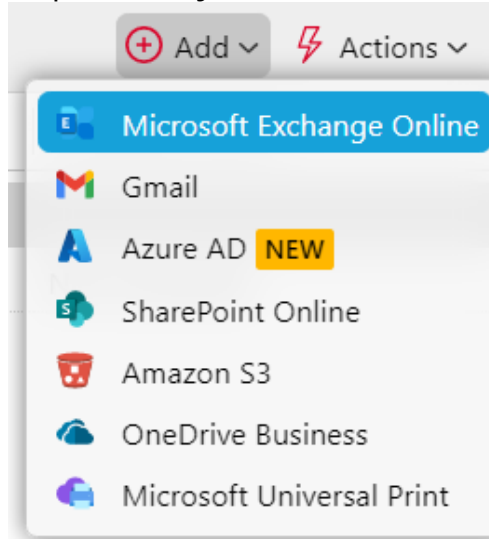 Add Actions
Microsoft Exchange Online
Gmail
Azure AD NEW
SharePoint Online
Amazon S3
OneDrive Business
Microsoft Universal Print